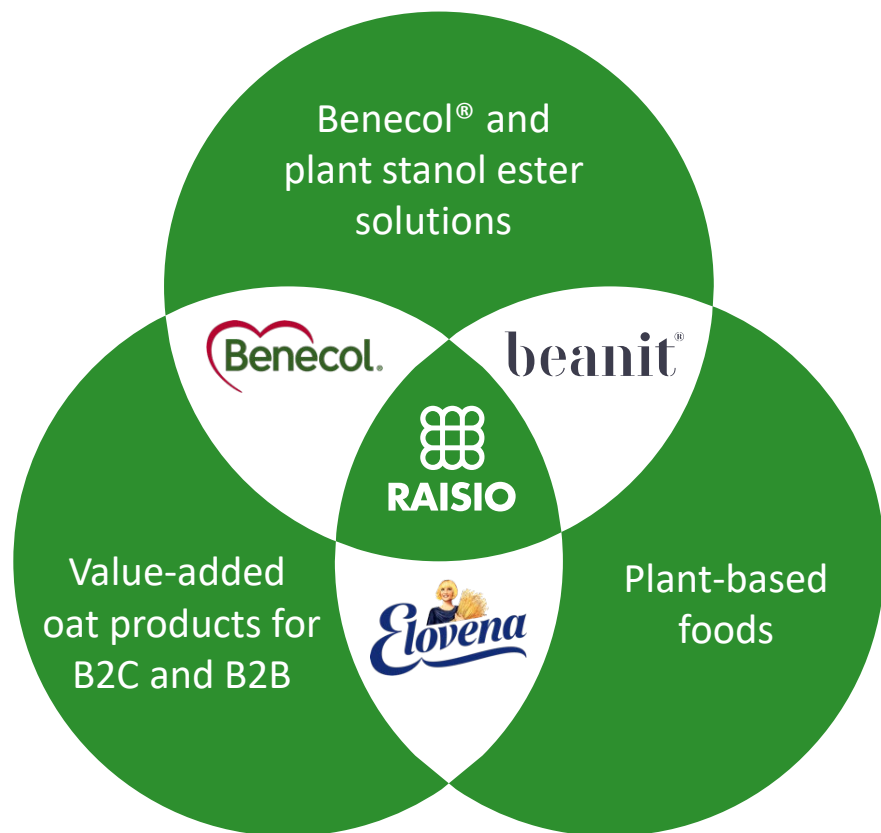 Benecol® and
plant stanol ester
solutions
Benecol®
beanit®
RAISIO
Value-added
oat products for
B2C and B2B
Elovena
Plant-based
foods